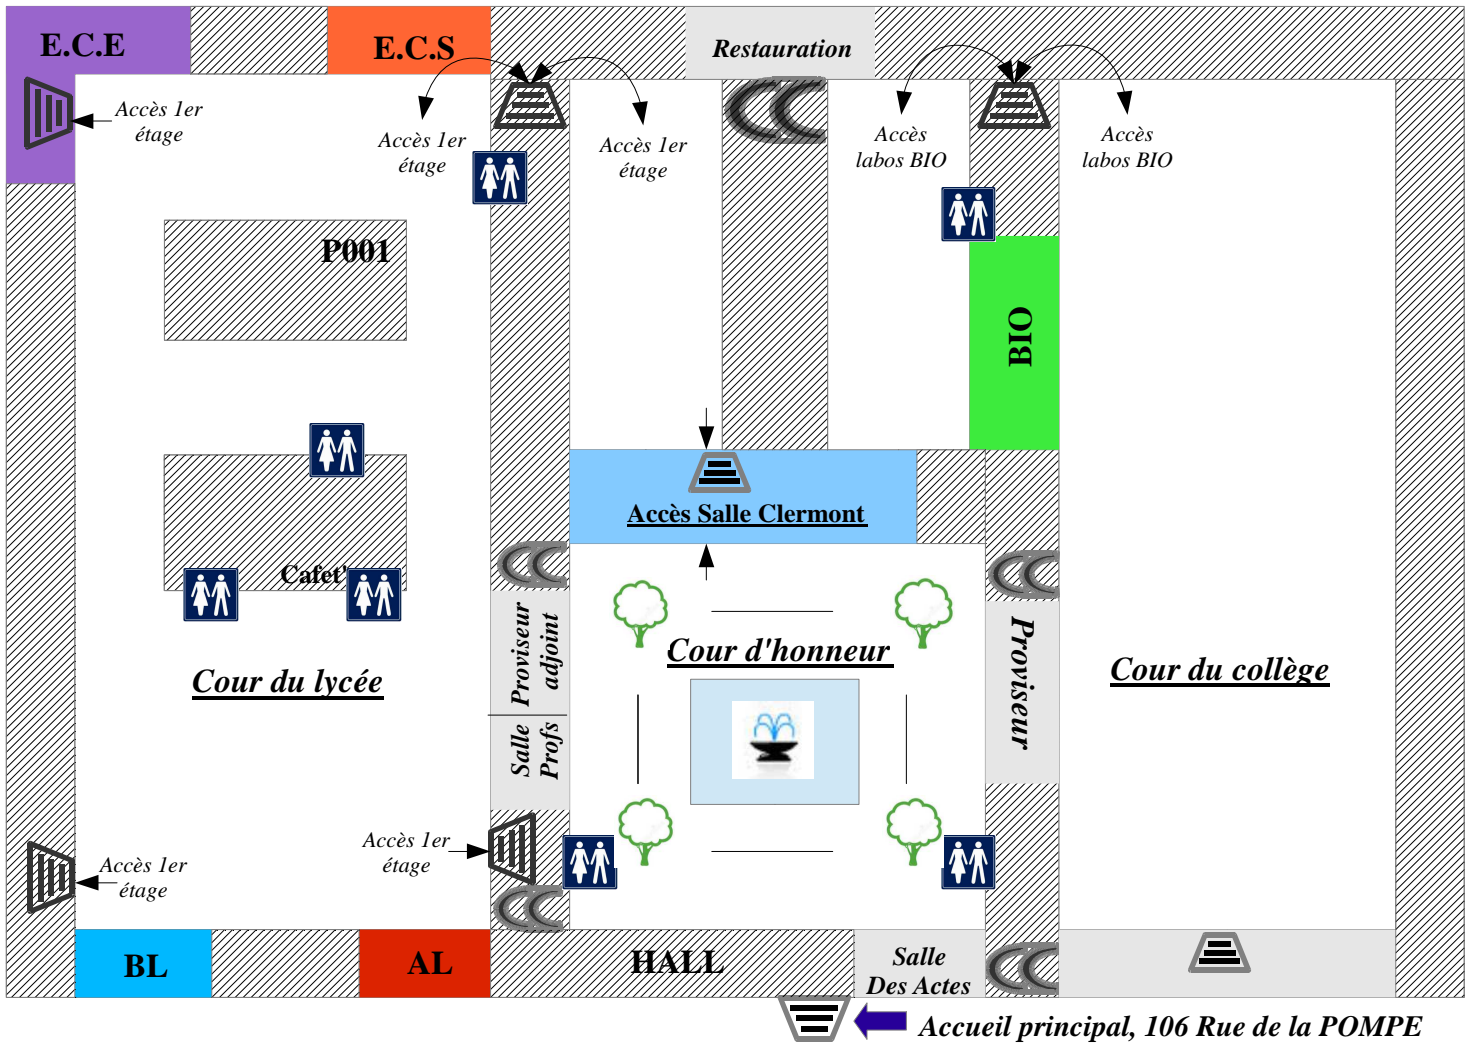 E.C.E
E.C.S
Restauration
Accès 1er
étage
Accès 1er
étage
Accès 1er
étage
Accès
labos BIO
Accès
labos BIO
P001
BIO
Accès Salle Clermont
Cafet'
Proviseur
adjoint
Cour d'honneur
Proviseur
Cour du lycée
Cour du collège
Salle
Profs
Accès 1er
étage
Accès 1er
étage
BL
AL
HALL
Salle
Des Actes
Accueil principal, 106 Rue de la POMPE